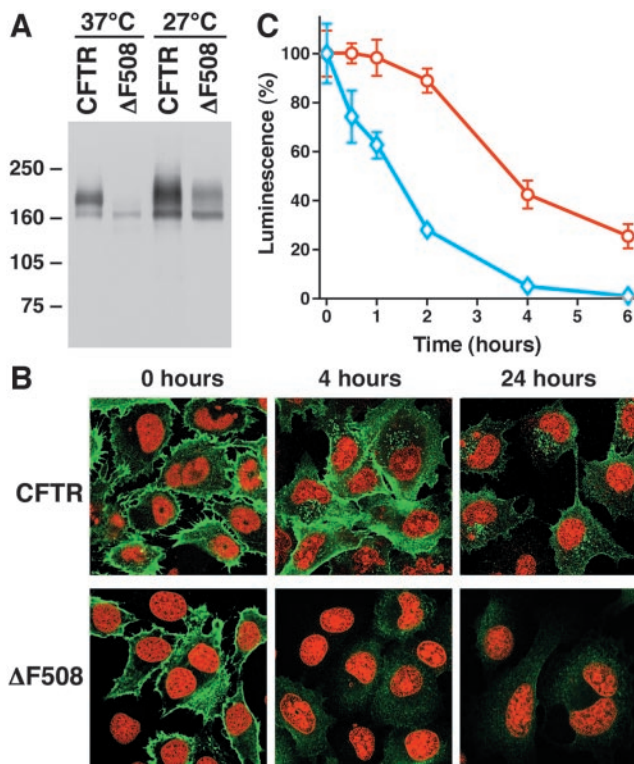 A
37°C
27°C
CFTR
ΔF508
CFTR
ΔF508
250 –
160 –
105 –
75 –
C
Luminescence (%)
100
80
60
40
20
0
0 1 2 3 4 5 6
Time (hours)
B
0 hours
4 hours
24 hours
CFTR
ΔF508